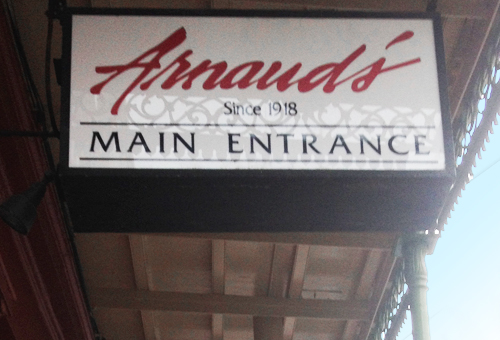 Arnaud's
Since 1918
MAIN ENTRANCE